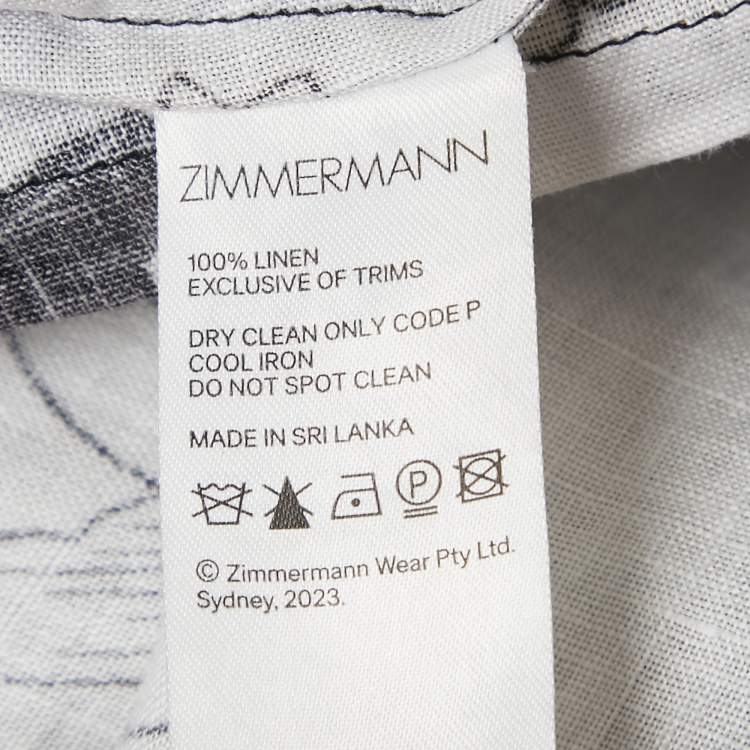 ZIMMERMANN
100% LINEN
EXCLUSIVE OF TRIMS
DRY CLEAN ONLY CODE P
COOL IRON
DO NOT SPOT CLEAN
MADE IN SRI LANKA
P
© Zimmermann Wear Pty Ltd.
Sydney, 2023.